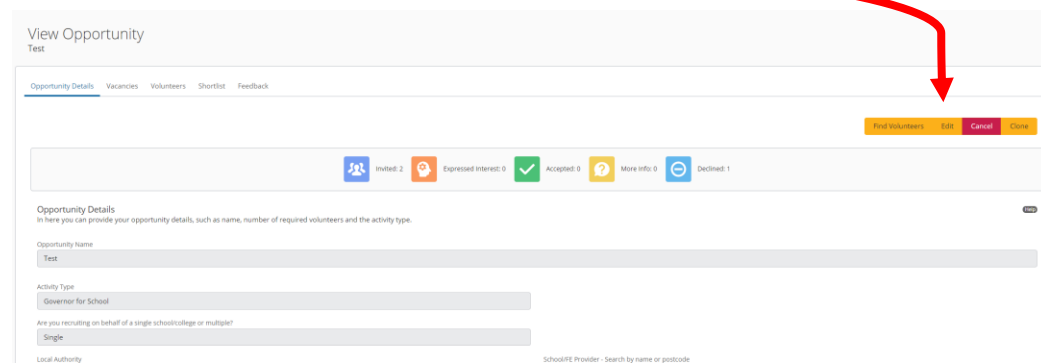 View Opportunity
Test
Opportunity Details Vacancies Volunteers Shortlist Feedback
Find Volunteers Edit Cancel Clone
Invited: 2 Expressed Interest: 0 Accepted: 0 More Info: 0 Declined: 1
Opportunity Details
Help
In here you can provide your opportunity details, such as name, number of required volunteers and the activity type.
Opportunity Name
Test
Activity Type
Governor for School
Are you recruiting on behalf of a single school/college or multiple?
Single
Local Authority School/FE Provider - Search by name or postcode